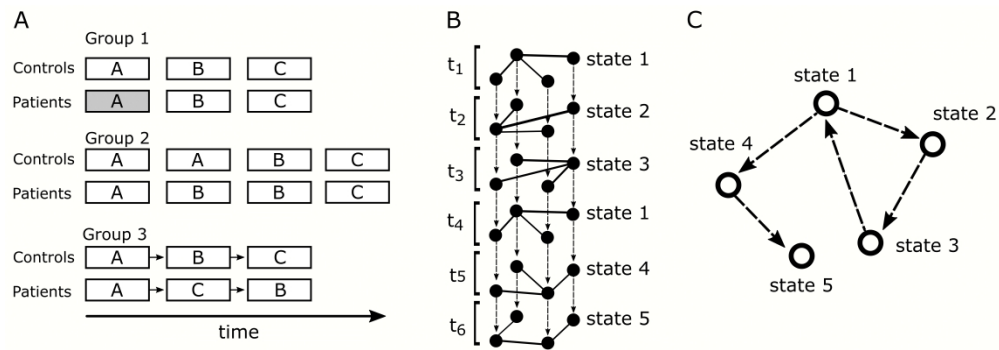 A
Group 1
Controls A B C
Patients A B C
Group 2
Controls A A B C
Patients A B B C
Group 3
Controls A B C
Patients A C B
time
B
t1 state 1
t2 state 2
t3 state 3
t4 state 1
t5 state 4
t6 state 5
C
state 1
state 2
state 4
state 3
state 5